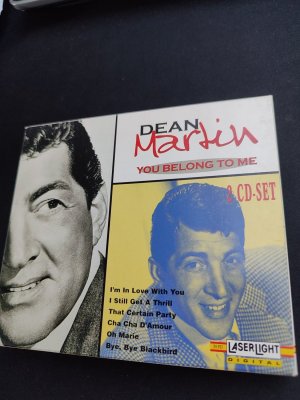 DEAN
Martin
YOU BELONG TO ME
2 CD-SET
I'm In Love With You
I Still Get A Thrill
That Certain Party
Cha Cha D'Amour
Oh Marie
Bye, Bye Blackbird
LASERLIGHT
DIGITAL